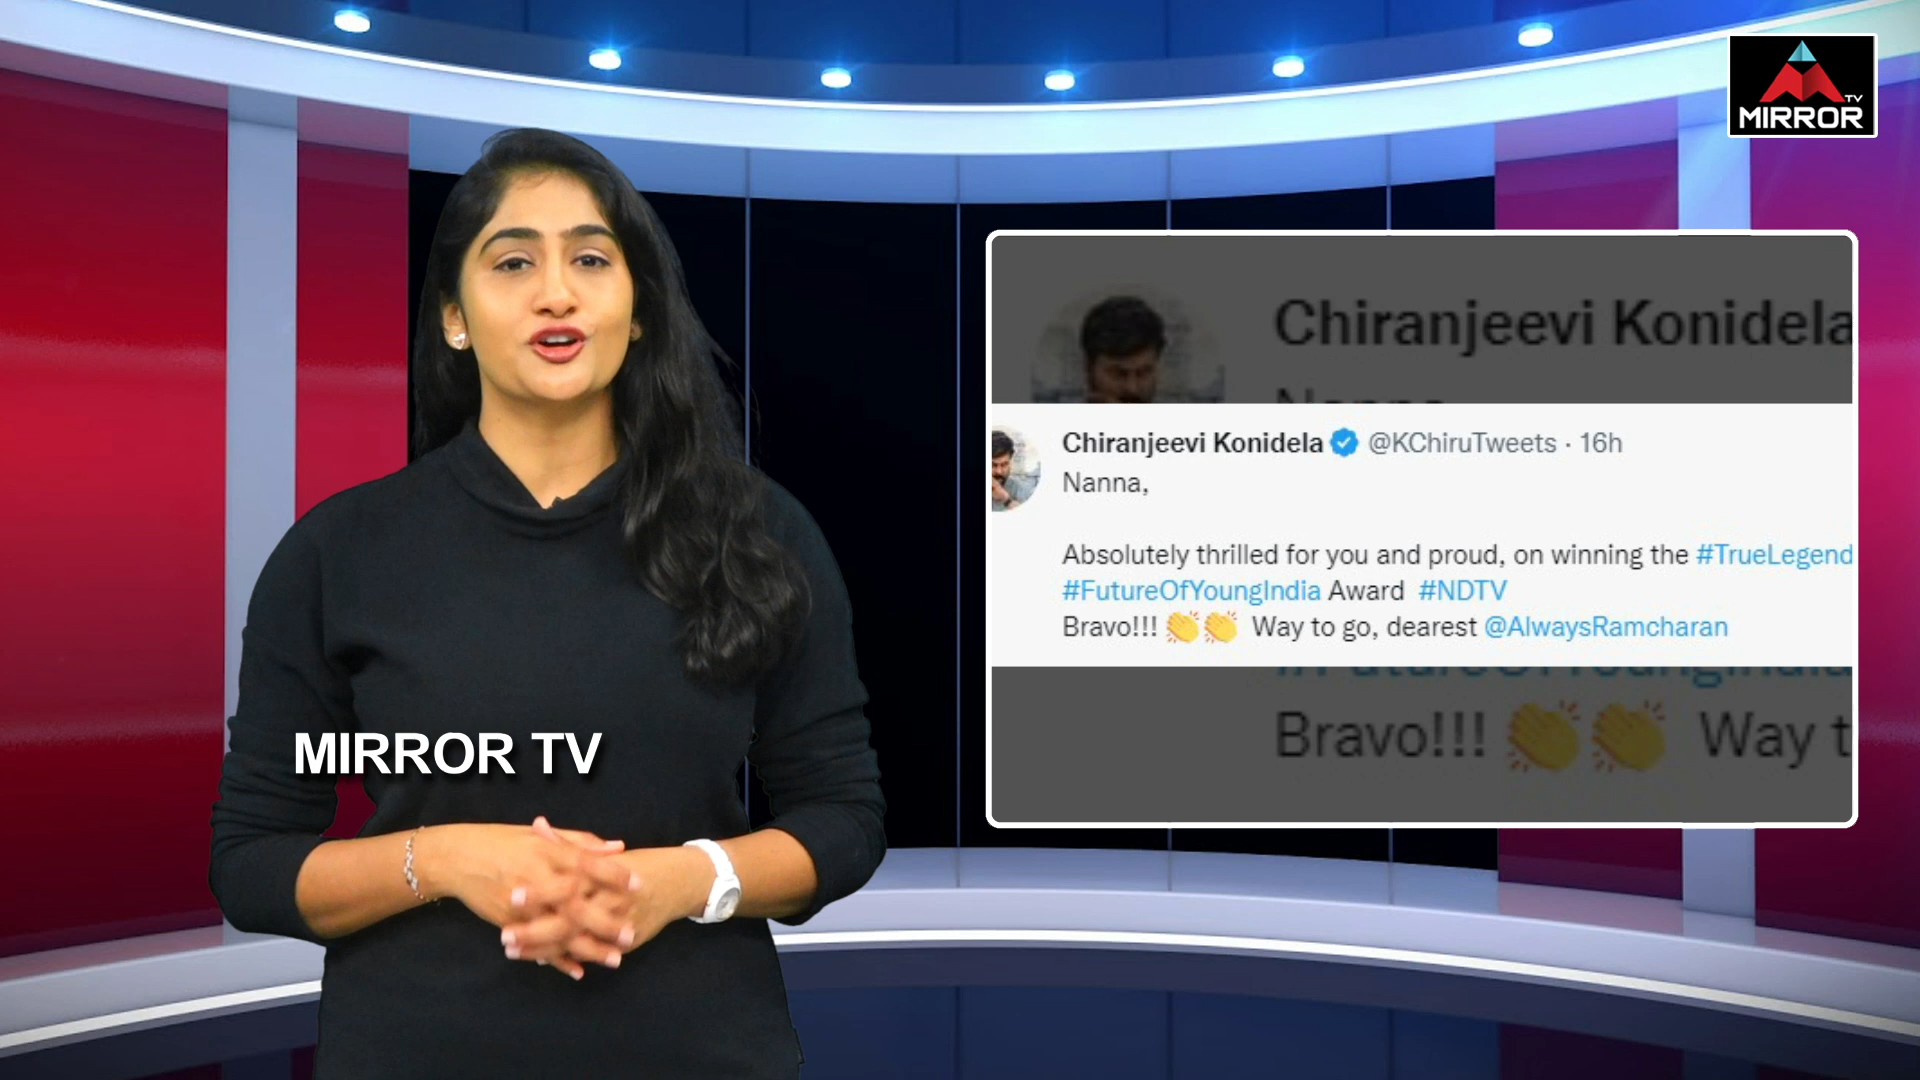 TV
MIRROR
Chiranjeevi Konidela
Chiranjeevi Konidela @KChiruTweets · 16h
Nanna,
Absolutely thrilled for you and proud, on winning the #TrueLegend
#FutureOfYoungIndia Award #NDTV
Bravo!!! 👏👏 Way to go, dearest @AlwaysRamcharan
Bravo!!! 👏👏 Way t
MIRROR TV